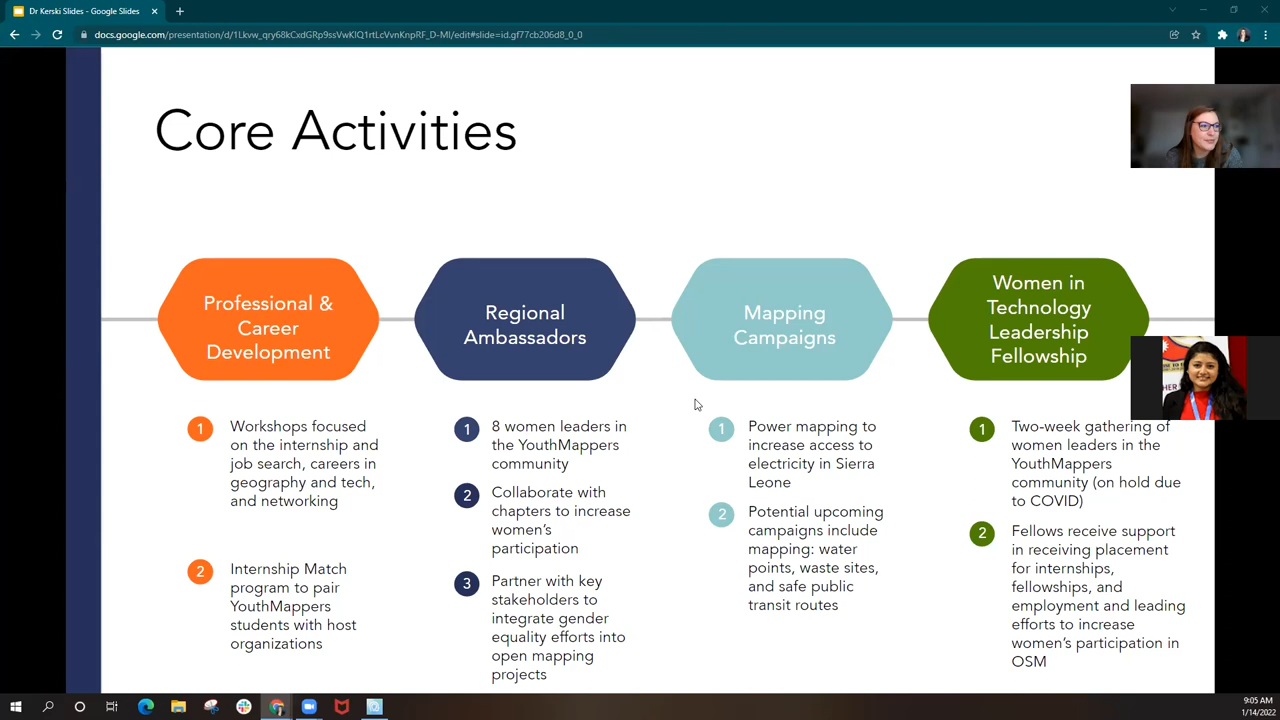 Dr Kerski Slides - Google Slides
docs.google.com/presentation/d/1Lkvw_qry68kCxdGRp9ssVwKlQ1rtLcVvnKnpRF_D-MI/edit#slide=id.gf77cb206d8_0_0
Core Activities
Professional &
Career
Development
1
Workshops focused
on the internship and
job search, careers in
geography and tech,
and networking
2
Internship Match
program to pair
YouthMappers
students with host
organizations
Regional
Ambassadors
1
8 women leaders in
the YouthMappers
community
2
Collaborate with
chapters to increase
women's
participation
3
Partner with key
stakeholders to
integrate gender
equality efforts into
open mapping
projects
Mapping
Campaigns
1
Power mapping to
increase access to
electricity in Sierra
Leone
2
Potential upcoming
campaigns include
mapping: water
points, waste sites,
and safe public
transit routes
Women in
Technology
Leadership
Fellowship
1
Two-week gathering of
women leaders in the
YouthMappers
community (on hold due
to COVID)
2
Fellows receive support
in receiving placement
for internships,
fellowships, and
employment and leading
efforts to increase
women's participation in
OSM
9:05 AM
1/14/2022